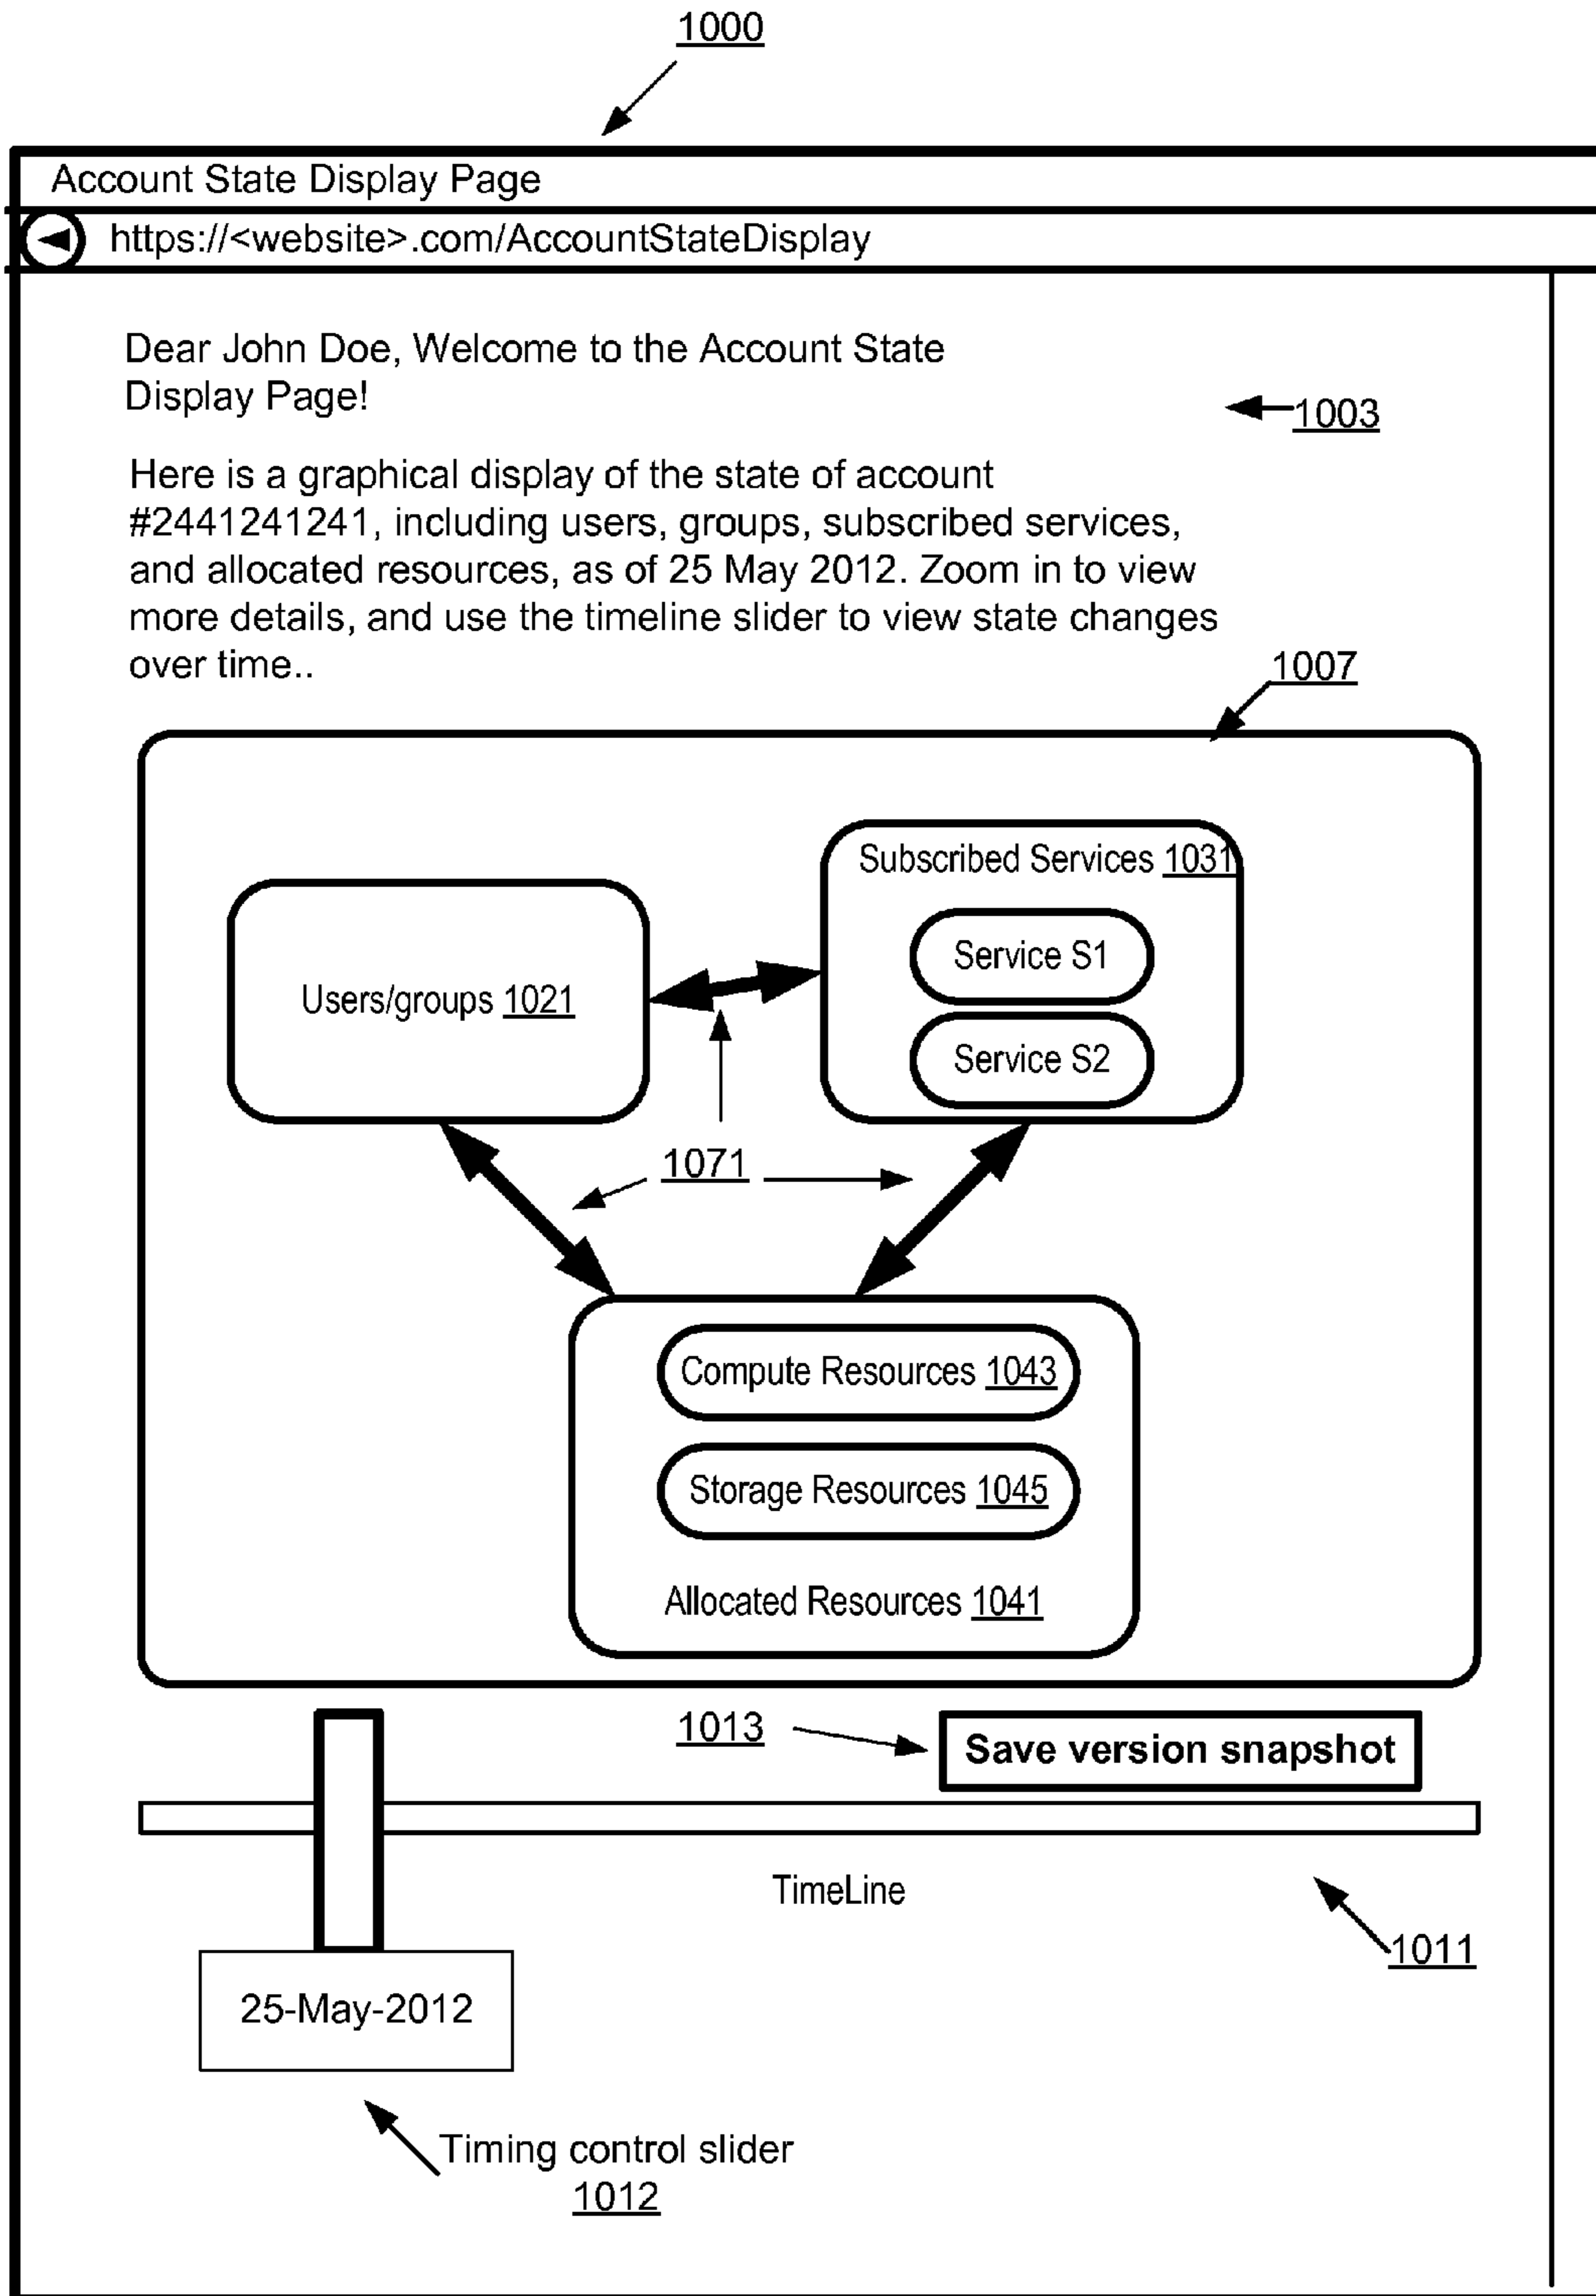 1000
Account State Display Page
https://<website>.com/AccountStateDisplay
Dear John Doe, Welcome to the Account State
Display Page!
1003
Here is a graphical display of the state of account
#2441241241, including users, groups, subscribed services,
and allocated resources, as of 25 May 2012. Zoom in to view
more details, and use the timeline slider to view state changes
over time..
1007
Subscribed Services 1031
Service S1
Users/groups 1021
Service S2
1071
Compute Resources 1043
Storage Resources 1045
Allocated Resources 1041
1013
Save version snapshot
TimeLine
1011
25-May-2012
Timing control slider
1012